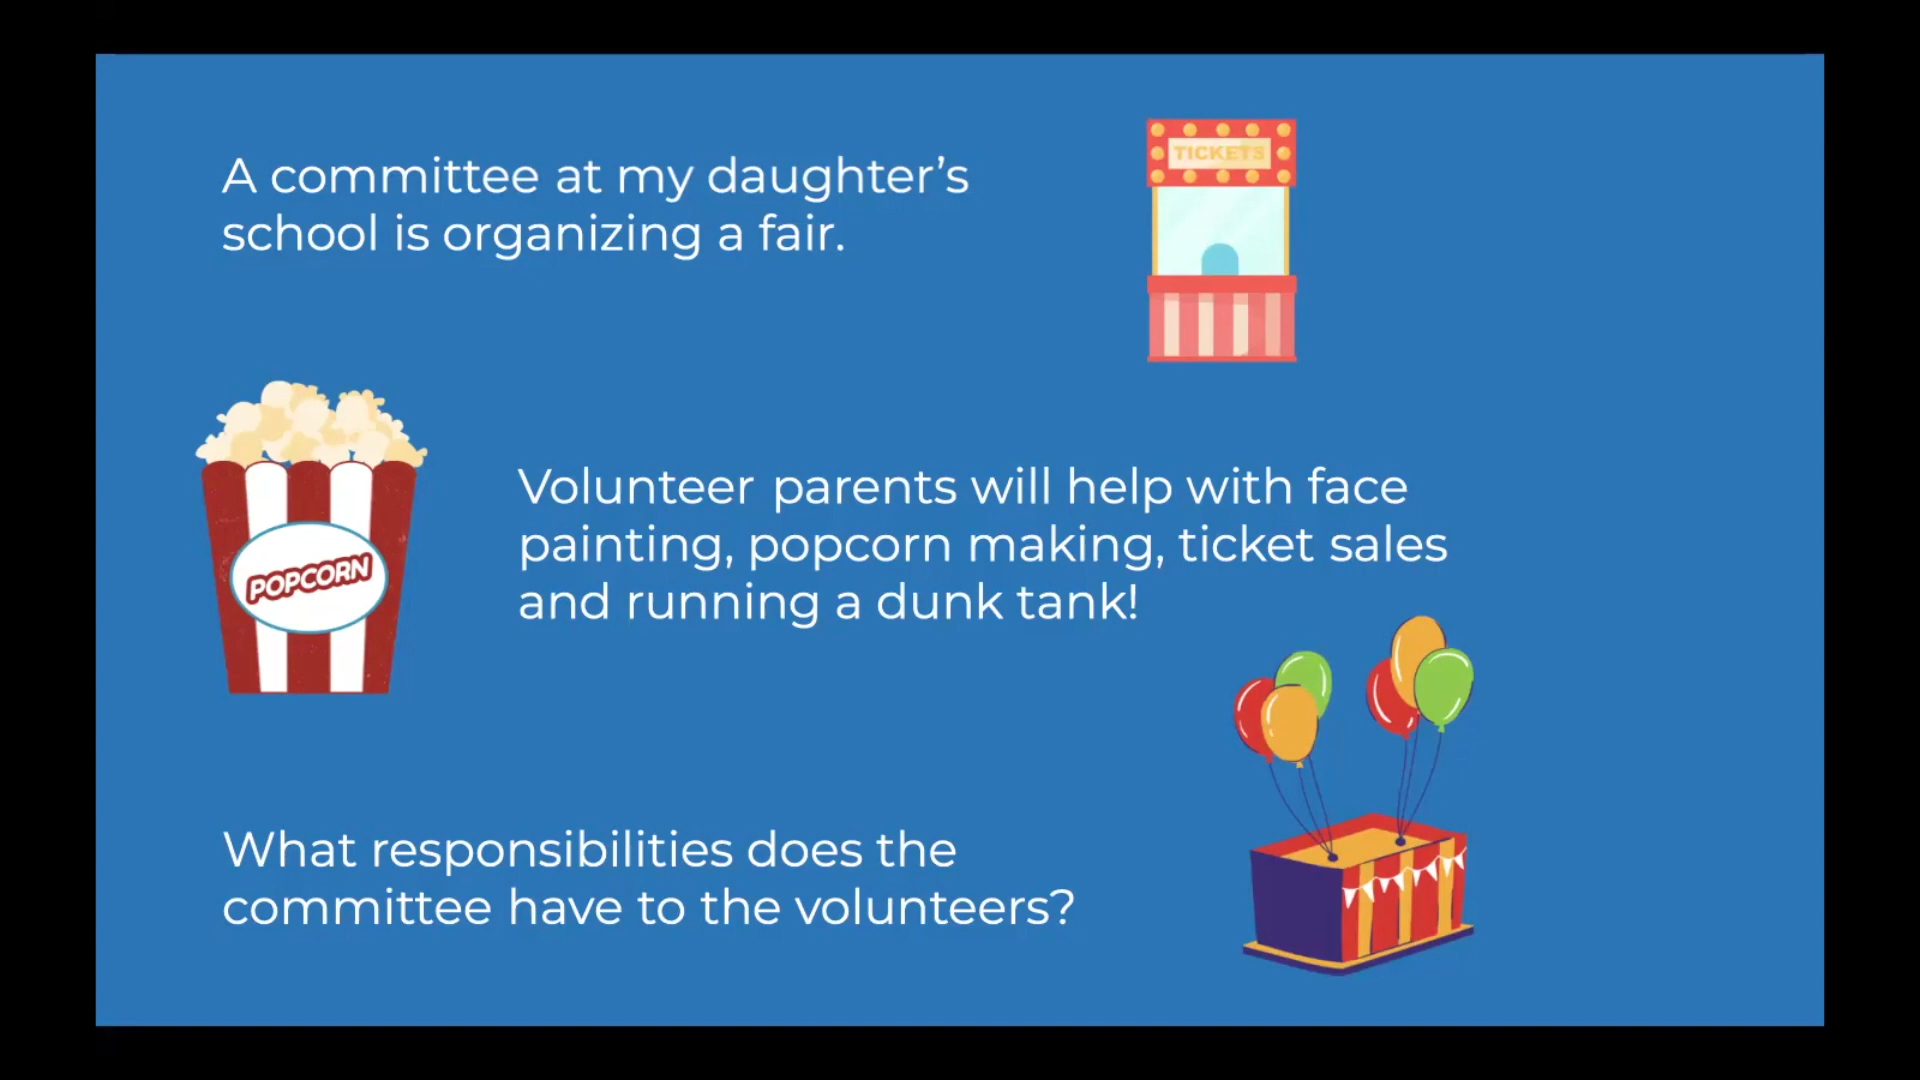 A committee at my daughter’s
school is organizing a fair.
TICKETS
POPCORN
Volunteer parents will help with face
painting, popcorn making, ticket sales
and running a dunk tank!
What responsibilities does the
committee have to the volunteers?